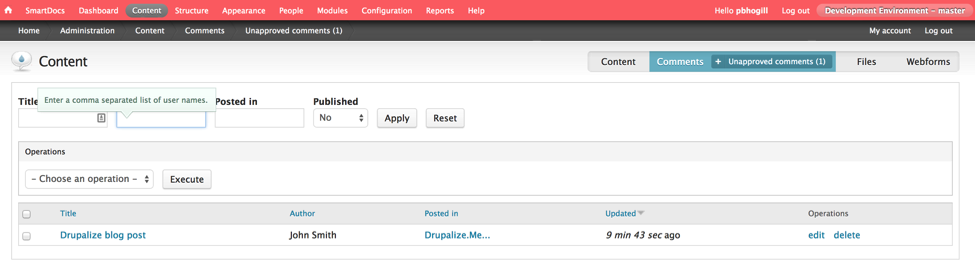 SmartDocs Dashboard Content Structure Appearance People Modules Configuration Reports Help Hello pbhogill Log out Development Environment - master
Home Administration Content Comments Unapproved comments (1) My account Log out
Content Content Comments + Unapproved comments (1) Files Webforms
Enter a comma separated list of user names.
Title Posted in Published
No Apply Reset
Operations
- Choose an operation - Execute
Title Author Posted in Updated Operations
Drupalize blog post John Smith Drupalize.Me... 9 min 43 sec ago edit delete